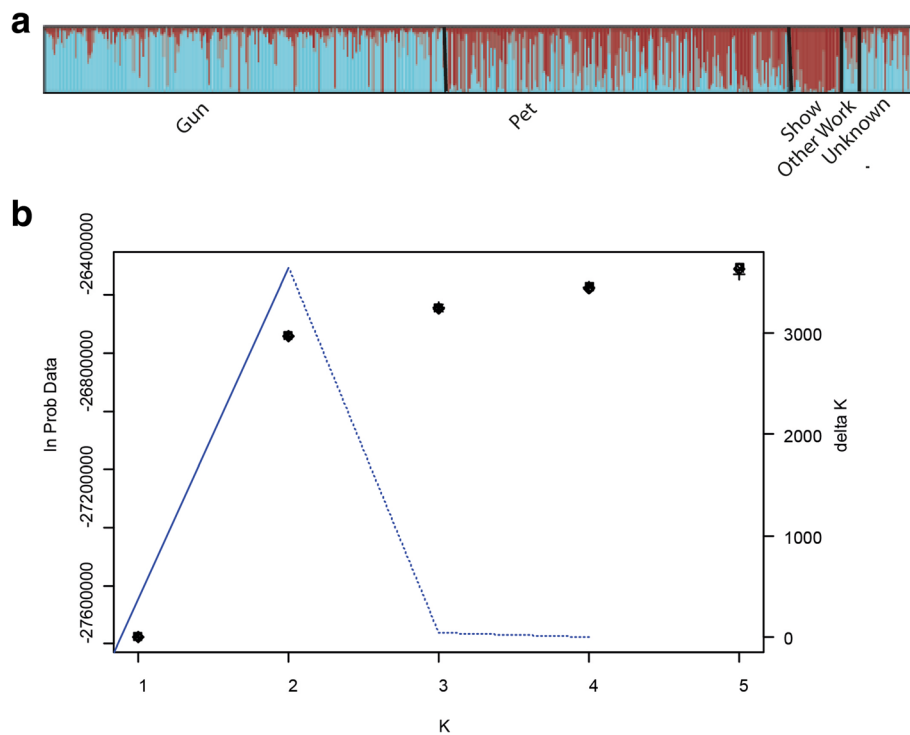 a
Gun
Pet
Show
Other Work
Unknown
-
b
ln Prob Data
-26400000
-26800000
-27200000
-27600000
delta K
3000
2000
1000
0
1 2 3 4 5
K